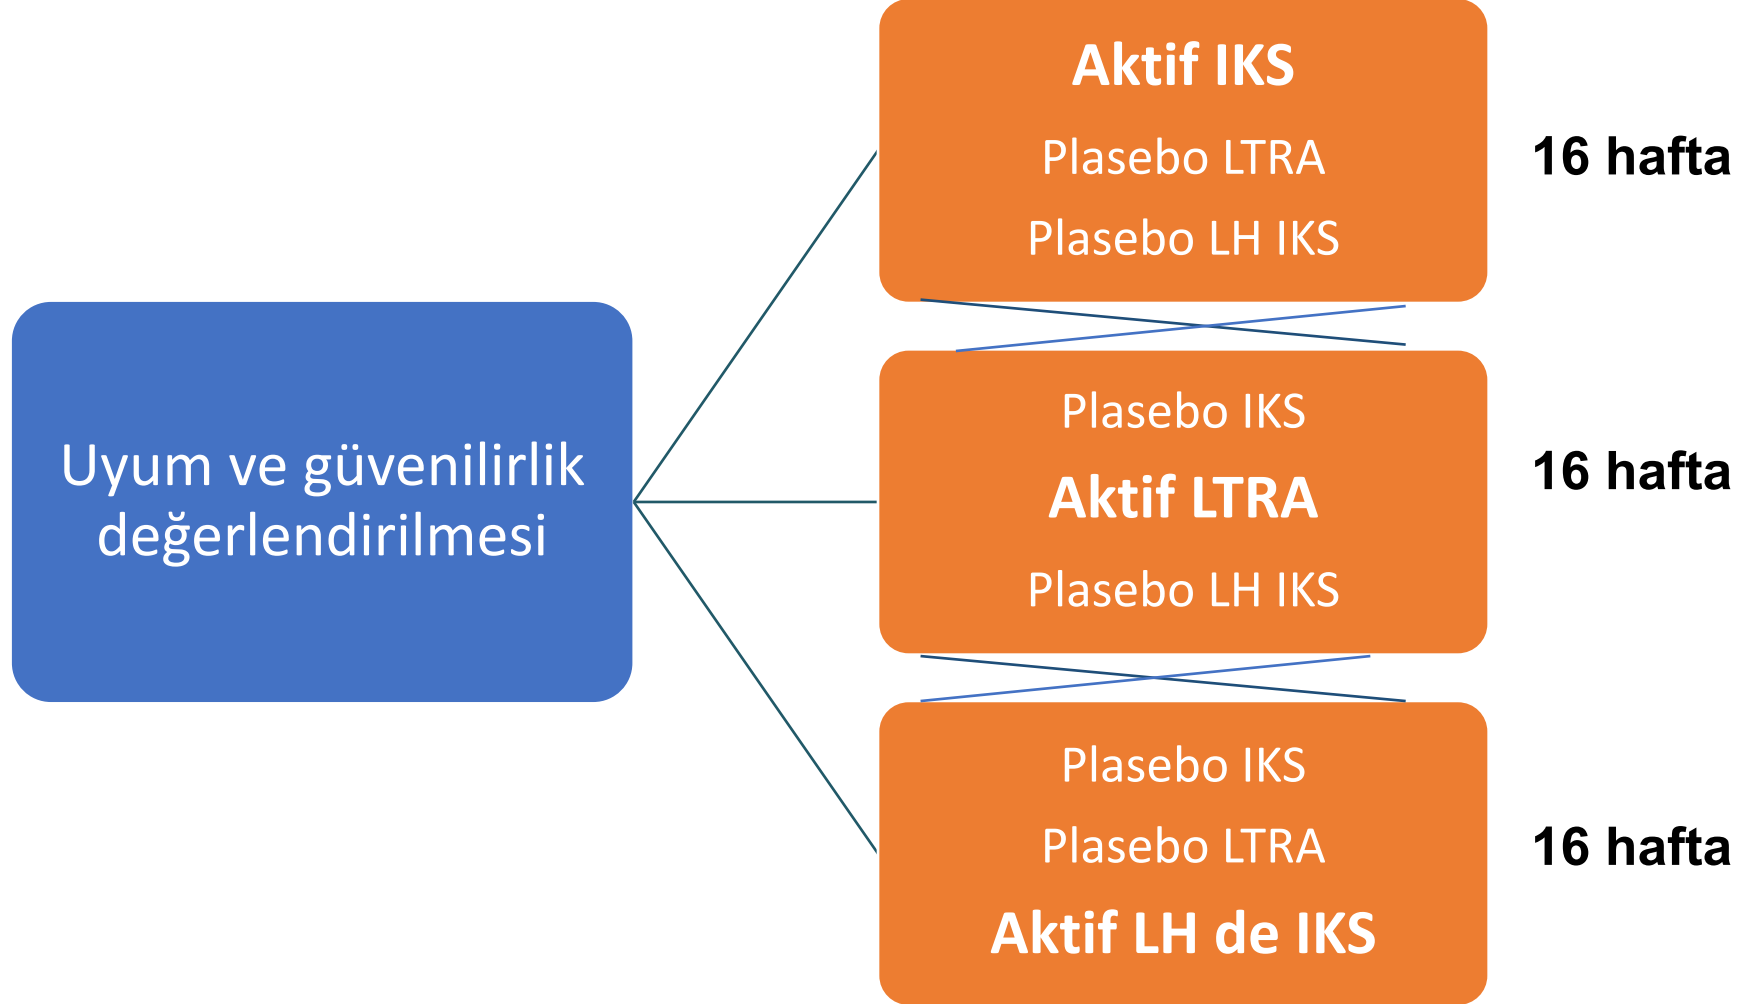 Uyum ve güvenilirlik
değerlendirilmesi
Aktif IKS
Plasebo LTRA
Plasebo LH IKS
16 hafta
Plasebo IKS
Aktif LTRA
Plasebo LH IKS
16 hafta
Plasebo IKS
Plasebo LTRA
Aktif LH de IKS
16 hafta